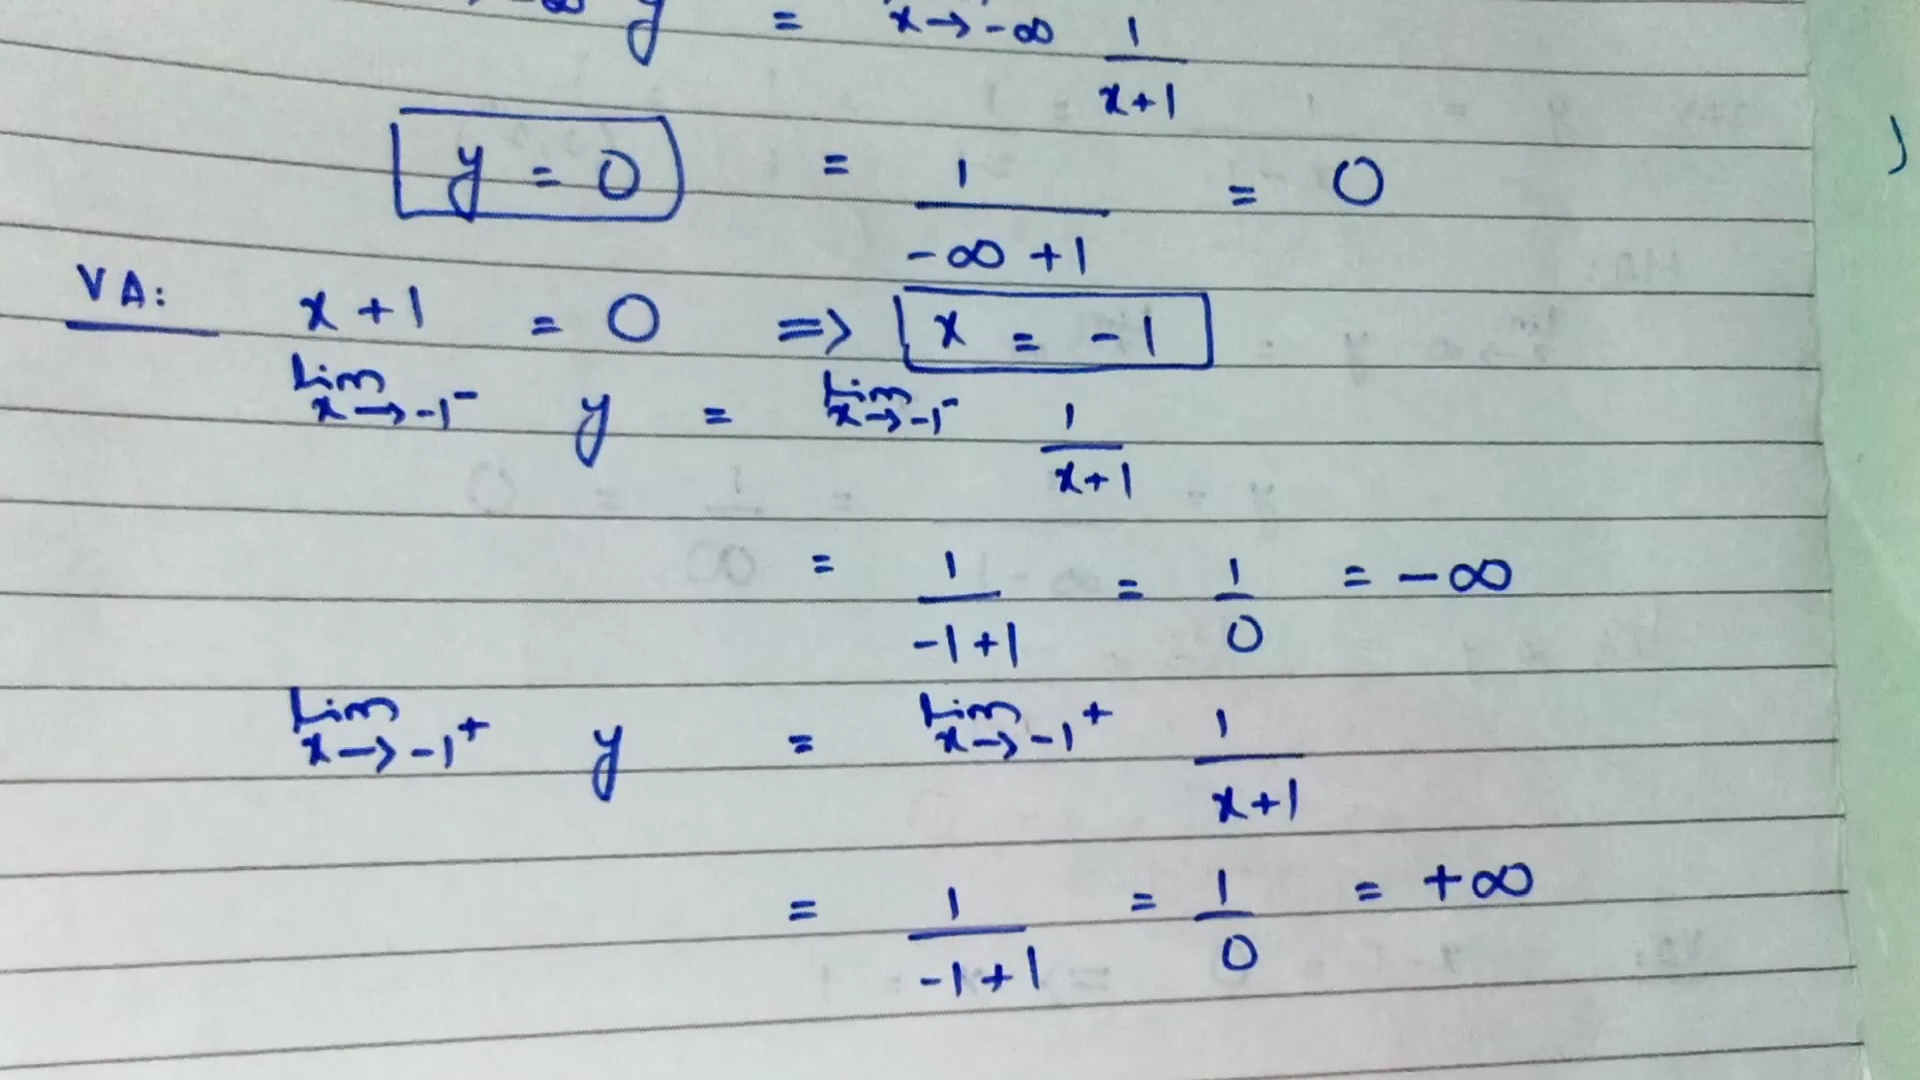 x→-∞ y = x→-∞ 1/(x+1)
y = 0 = 1/(-∞ +1) = 0
VA: x + 1 = 0 => x = -1
Lim x→-1⁻ y = Lim x→-1⁻ 1/(x+1)
= 1/(-1+1) = 1/0 = -∞
Lim x→-1⁺ y = Lim x→-1⁺ 1/(x+1)
= 1/(-1+1) = 1/0 = +∞